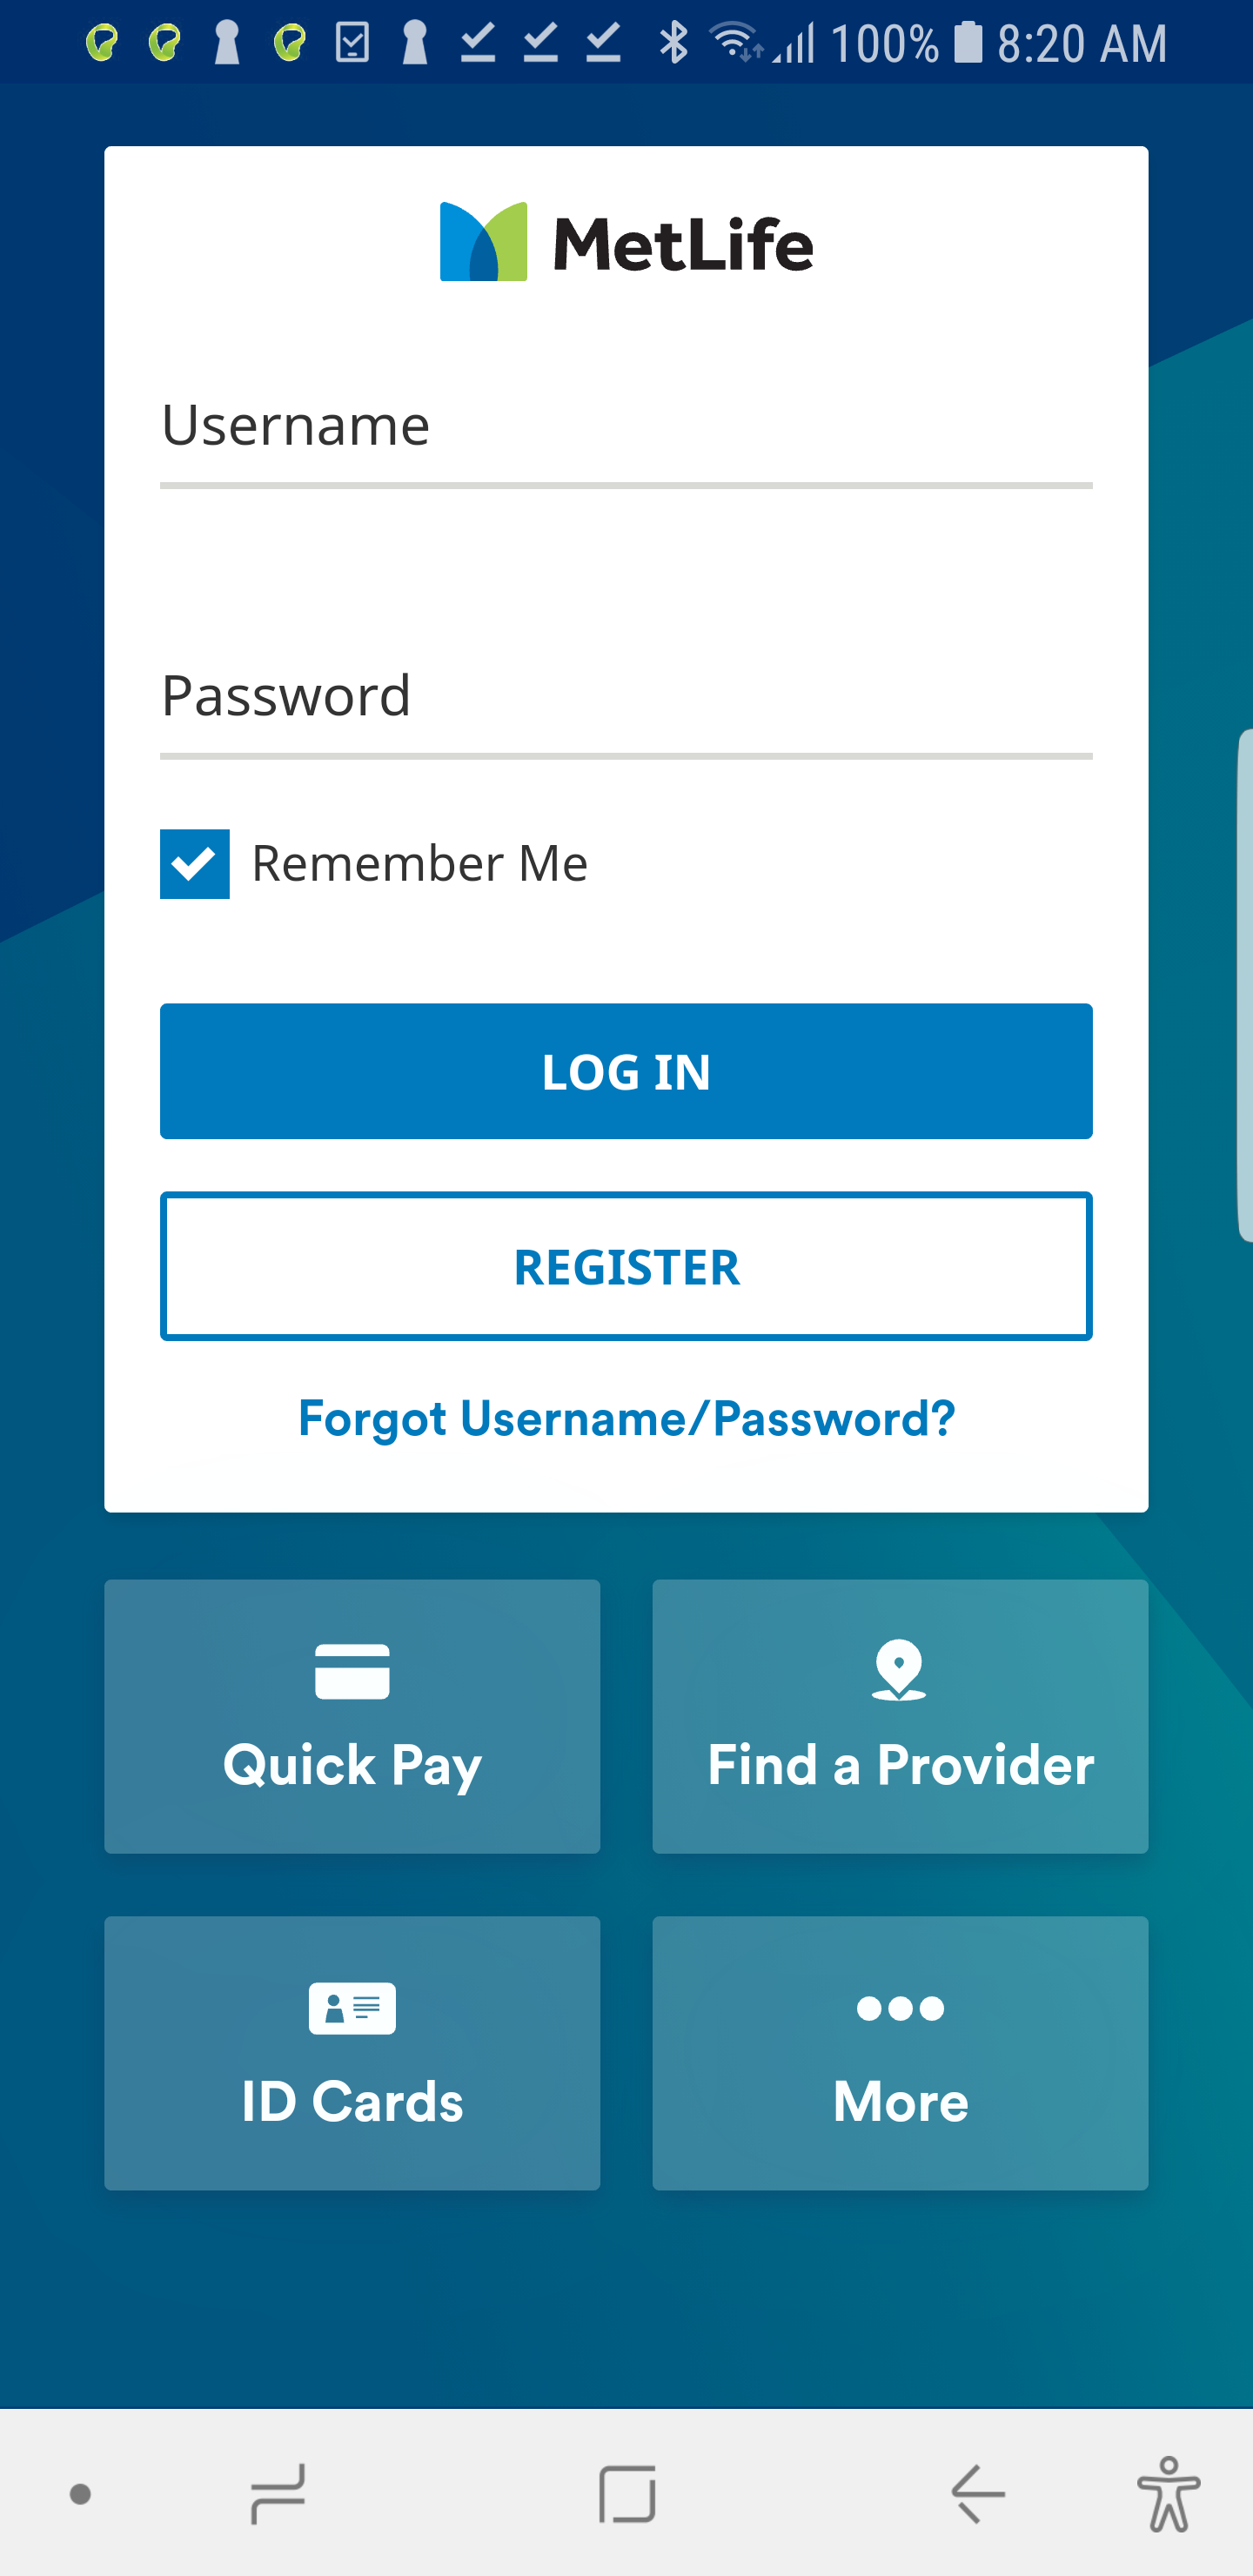 100% 8:20 AM
MetLife
Username
Password
Remember Me
LOG IN
REGISTER
Forgot Username/Password?
Quick Pay
Find a Provider
ID Cards
More